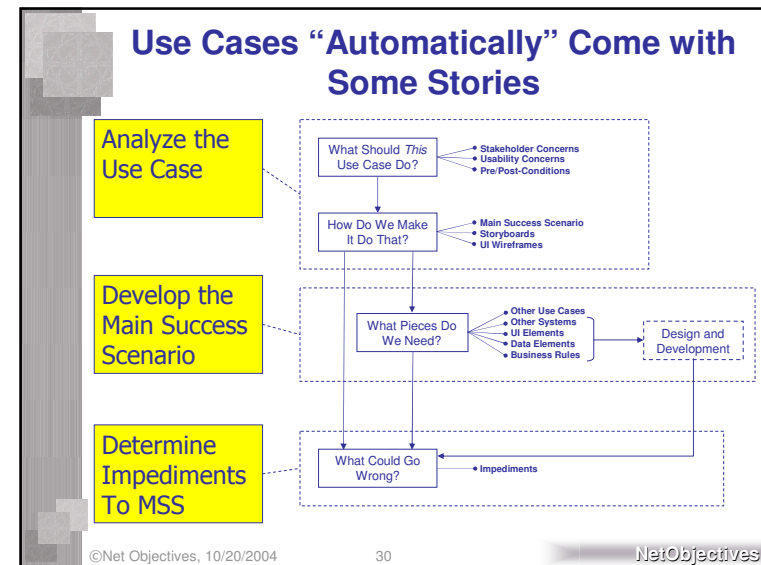 Use Cases “Automatically” Come with
Some Stories
Analyze the
Use Case
What Should This
Use Case Do?
Stakeholder Concerns
Usability Concerns
Pre/Post-Conditions
How Do We Make
It Do That?
Main Success Scenario
Storyboards
UI Wireframes
Develop the
Main Success
Scenario
What Pieces Do
We Need?
Other Use Cases
Other Systems
UI Elements
Data Elements
Business Rules
Design and
Development
Determine
Impediments
To MSS
What Could Go
Wrong?
Impediments
©Net Objectives, 10/20/2004
30
NetObjectives